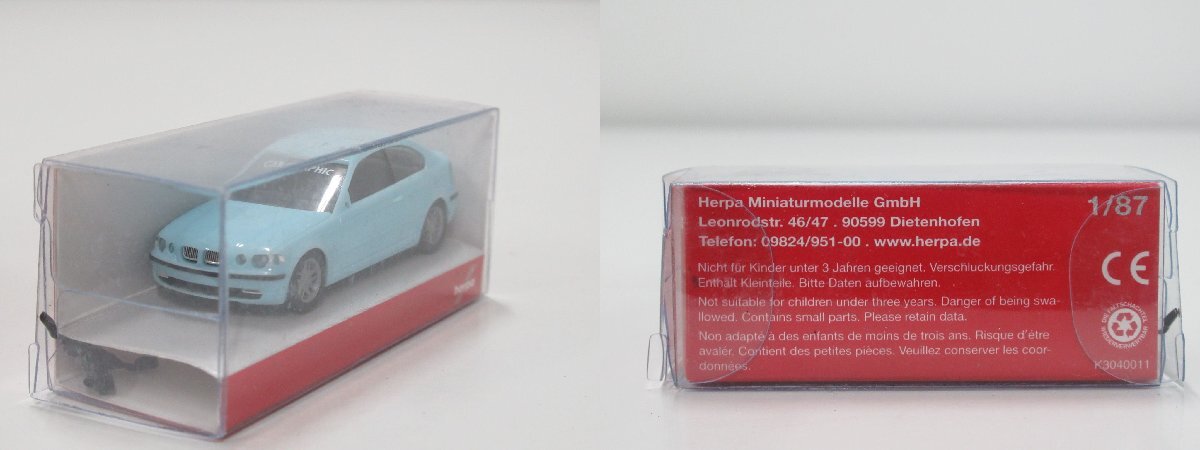 herpa
Herpa Miniaturmodelle GmbH
Leonrodstr. 46/47 . 90599 Dietenhofen
Telefon: 09824/951-00 . www.herpa.de
1/87
Nicht für Kinder unter 3 Jahren geeignet. Verschluckungsgefahr.
Enthält Kleinteile. Bitte Daten aufbewahren.
CE
Not suitable for children under three years. Danger of being swa-
llowed. Contains small parts. Please retain data.
Non adapté a des enfants de moins de trois ans. Risque d'être
avalér. Contient des petites pièces. Veuillez conserver les coor-
données.
K3040011